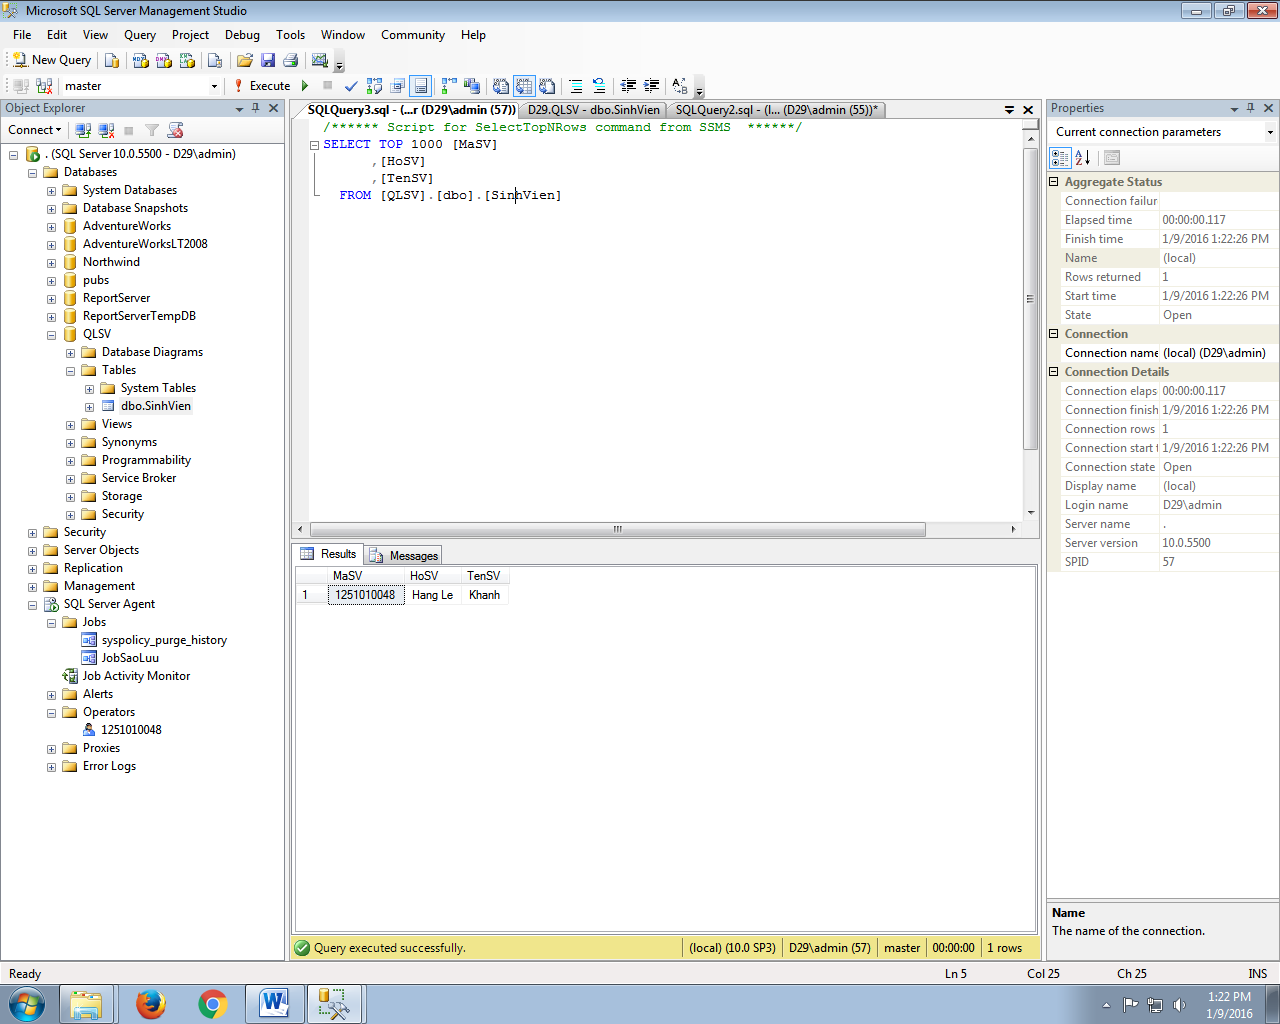 Microsoft SQL Server Management Studio
File Edit View Query Project Debug Tools Window Community Help
New Query
master Execute
Object Explorer
Connect
. (SQL Server 10.0.5500 - D29\admin)
Databases
System Databases
Database Snapshots
AdventureWorks
AdventureWorksLT2008
Northwind
pubs
ReportServer
ReportServerTempDB
QLSV
Database Diagrams
Tables
System Tables
dbo.SinhVien
Views
Synonyms
Programmability
Service Broker
Storage
Security
Security
Server Objects
Replication
Management
SQL Server Agent
Jobs
syspolicy_purge_history
JobSaoLuu
Job Activity Monitor
Alerts
Operators
1251010048
Proxies
Error Logs
SQLQuery3.sql - (...r (D29\admin (57)) D29.QLSV - dbo.SinhVien SQLQuery2.sql - (l... (D29\admin (55))*
/****** Script for SelectTopNRows command from SSMS ******/
SELECT TOP 1000 [MaSV]
,[HoSV]
,[TenSV]
FROM [QLSV].[dbo].[SinhVien]
Results Messages
MaSV HoSV TenSV
1 1251010048 Hang Le Khanh
Query executed successfully. (local) (10.0 SP3) D29\admin (57) master 00:00:00 1 rows
Properties
Current connection parameters
Aggregate Status
Connection failur
Elapsed time 00:00:00.117
Finish time 1/9/2016 1:22:26 PM
Name (local)
Rows returned 1
Start time 1/9/2016 1:22:26 PM
State Open
Connection
Connection name (local) (D29\admin)
Connection Details
Connection elaps 00:00:00.117
Connection finish 1/9/2016 1:22:26 PM
Connection rows 1
Connection start t 1/9/2016 1:22:26 PM
Connection state Open
Display name (local)
Login name D29\admin
Server name .
Server version 10.0.5500
SPID 57
Name
The name of the connection.
Ready Ln 5 Col 25 Ch 25 INS
1:22 PM
1/9/2016